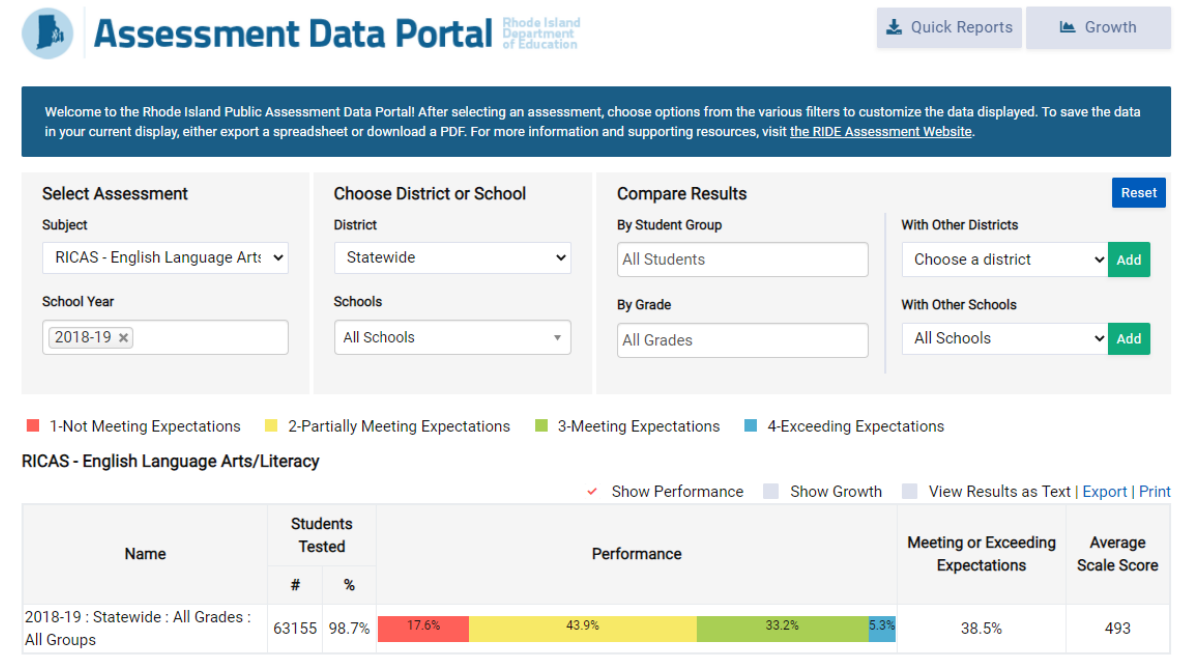 Assessment Data Portal
Rhode Island
Department
of Education
Quick Reports
Growth
Welcome to the Rhode Island Public Assessment Data Portal! After selecting an assessment, choose options from the various filters to customize the data displayed. To save the data
in your current display, either export a spreadsheet or download a PDF. For more information and supporting resources, visit the RIDE Assessment Website.
Select Assessment
Subject
RICAS - English Language Arts
School Year
2018-19 ×
Choose District or School
District
Statewide
Schools
All Schools
Compare Results
Reset
By Student Group
All Students
By Grade
All Grades
With Other Districts
Choose a district
Add
With Other Schools
All Schools
Add
1-Not Meeting Expectations 2-Partially Meeting Expectations 3-Meeting Expectations 4-Exceeding Expectations
RICAS - English Language Arts/Literacy
Show Performance Show Growth View Results as Text | Export | Print
Name
Students
Tested
#
%
Performance
Meeting or Exceeding
Expectations
Average
Scale Score
2018-19 : Statewide : All Grades :
All Groups
63155 98.7% 17.6% 43.9% 33.2% 5.3% 38.5% 493